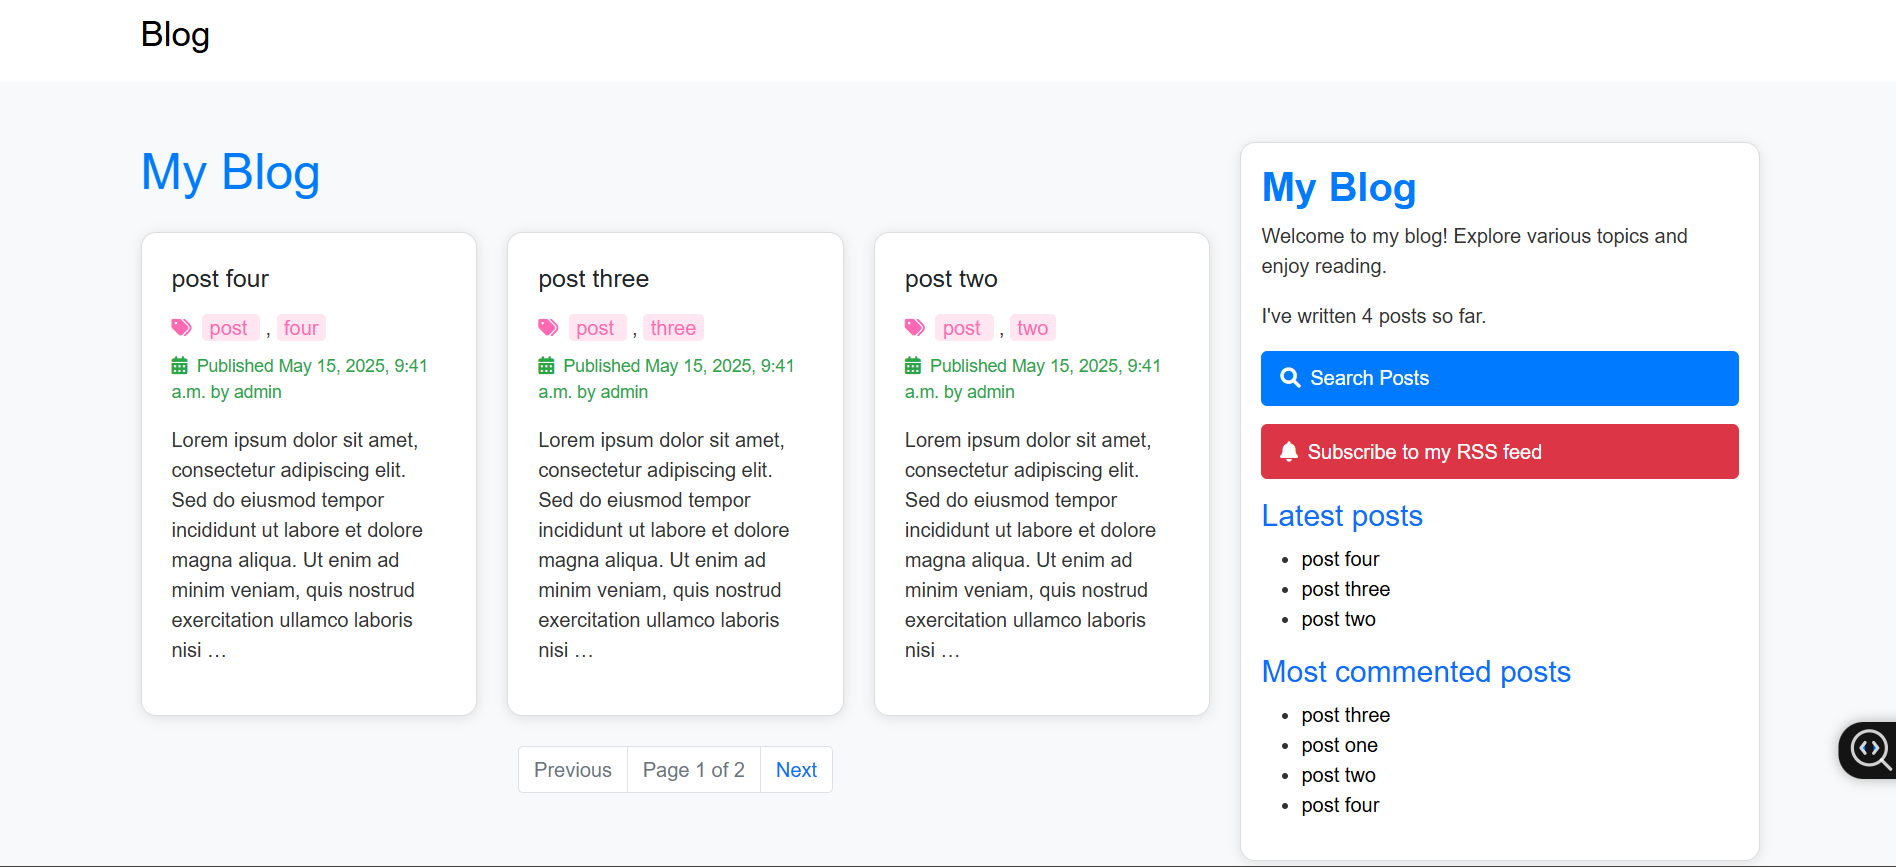 Blog
My Blog
post four
post , four
Published May 15, 2025, 9:41
a.m. by admin
Lorem ipsum dolor sit amet,
consectetur adipiscing elit.
Sed do eiusmod tempor
incididunt ut labore et dolore
magna aliqua. Ut enim ad
minim veniam, quis nostrud
exercitation ullamco laboris
nisi …
post three
post , three
Published May 15, 2025, 9:41
a.m. by admin
Lorem ipsum dolor sit amet,
consectetur adipiscing elit.
Sed do eiusmod tempor
incididunt ut labore et dolore
magna aliqua. Ut enim ad
minim veniam, quis nostrud
exercitation ullamco laboris
nisi …
post two
post , two
Published May 15, 2025, 9:41
a.m. by admin
Lorem ipsum dolor sit amet,
consectetur adipiscing elit.
Sed do eiusmod tempor
incididunt ut labore et dolore
magna aliqua. Ut enim ad
minim veniam, quis nostrud
exercitation ullamco laboris
nisi …
Previous Page 1 of 2 Next
My Blog
Welcome to my blog! Explore various topics and
enjoy reading.
I've written 4 posts so far.
Search Posts
Subscribe to my RSS feed
Latest posts
• post four
• post three
• post two
Most commented posts
• post three
• post one
• post two
• post four